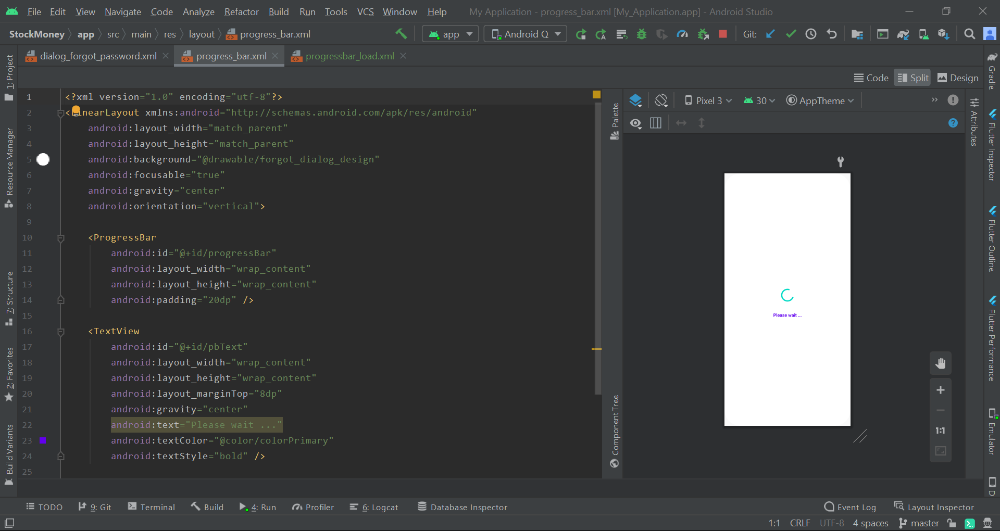 File Edit View Navigate Code Analyze Refactor Build Run Tools VCS Window Help My Application - progress_bar.xml [My_Application.app] - Android Studio
StockMoney app src main res layout progress_bar.xml app Android Q Git:
dialog_forgot_password.xml progress_bar.xml progressbar_load.xml
Code Split Design
Pixel 3 30 AppTheme
1 <?xml version="1.0" encoding="utf-8"?>
2 < inearLayout xmlns:android="http://schemas.android.com/apk/res/android"
3 android:layout_width="match_parent"
4 android:layout_height="match_parent"
5 android:background="@drawable/forgot_dialog_design"
6 android:focusable="true"
7 android:gravity="center"
8 android:orientation="vertical">
9
10 <ProgressBar
11 android:id="@+id/progressBar"
12 android:layout_width="wrap_content"
13 android:layout_height="wrap_content"
14 android:padding="20dp" />
15
16 <TextView
17 android:id="@+id/pbText"
18 android:layout_width="wrap_content"
19 android:layout_height="wrap_content"
20 android:layout_marginTop="8dp"
21 android:gravity="center"
22 android:text="Please wait ..."
23 android:textColor="@color/colorPrimary"
24 android:textStyle="bold" />
25
Please wait ...
1:1
1: Project
Resource Manager
7: Structure
2: Favorites
Build Variants
Palette
Component Tree
Attributes
Gradle
Flutter Inspector
Flutter Outline
Flutter Performance
Emulator
D
TODO 9: Git Terminal Build 4: Run Profiler 6: Logcat Database Inspector Event Log Layout Inspector
1:1 CRLF UTF-8 4 spaces master